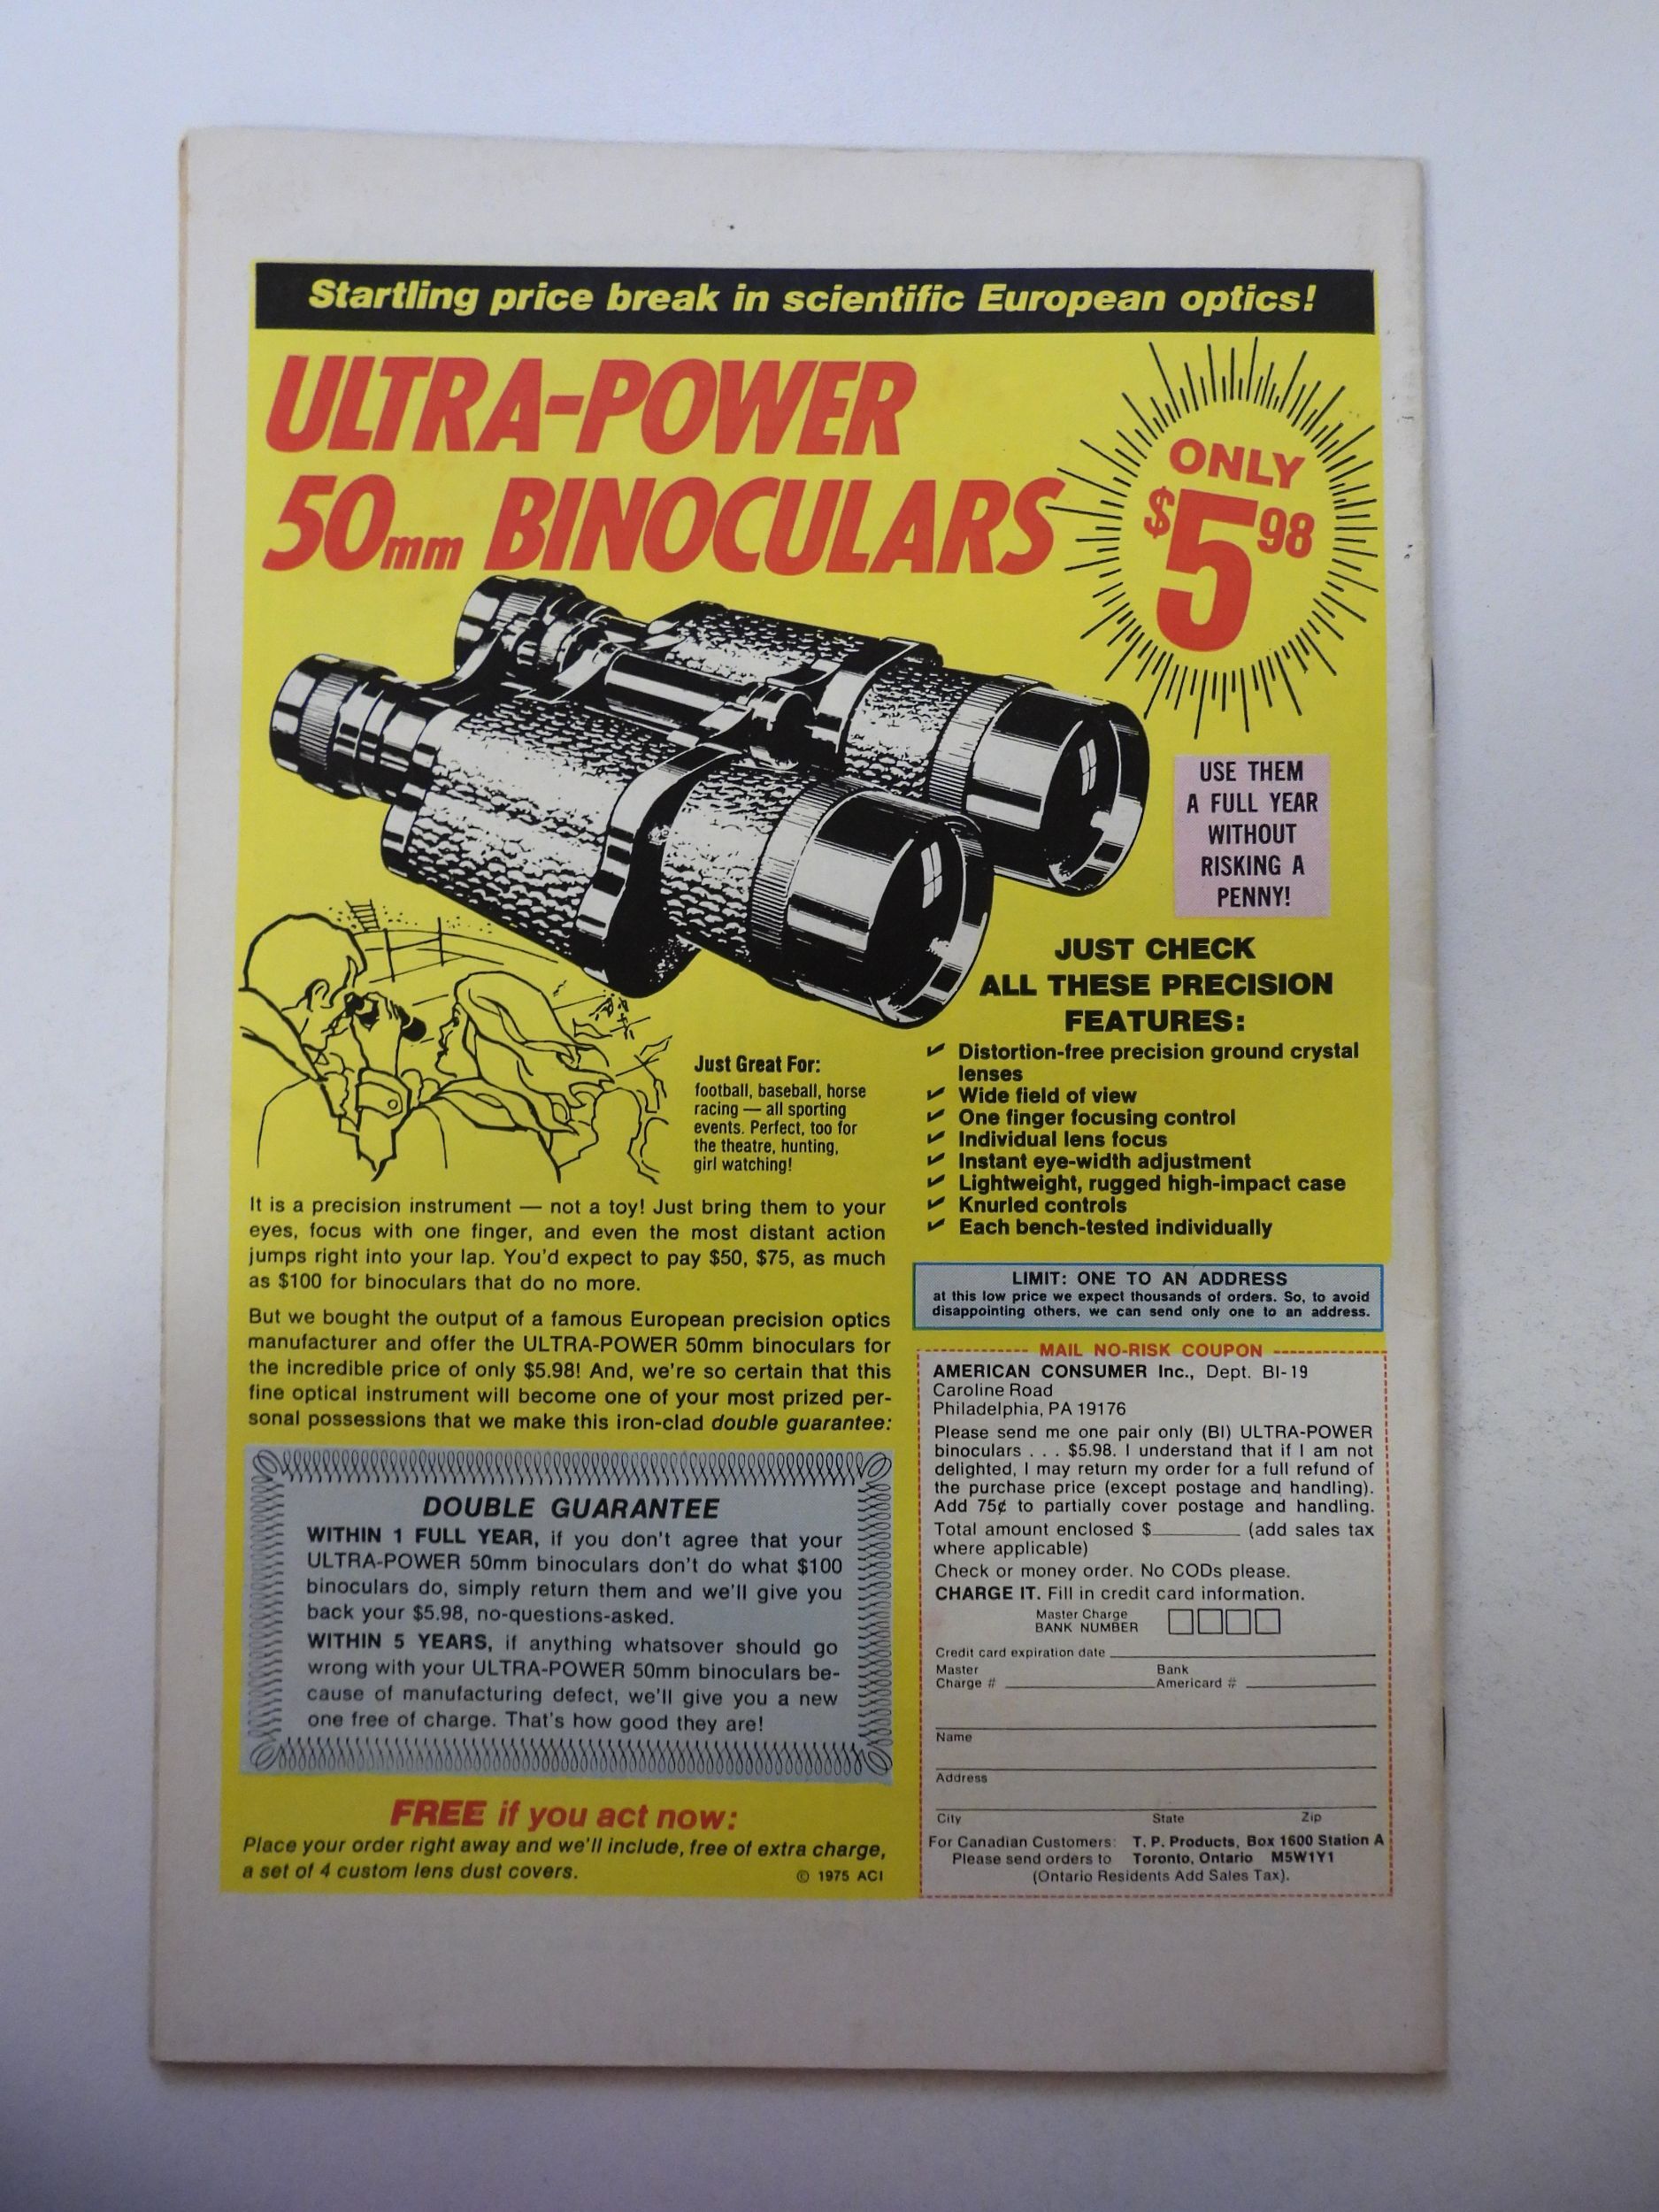 Startling price break in scientific European optics!
ULTRA-POWER
50mm BINOCULARS
ONLY
$5 98
USE THEM
A FULL YEAR
WITHOUT
RISKING A
PENNY!
JUST CHECK
ALL THESE PRECISION
FEATURES:
✓ Distortion-free precision ground crystal
lenses
✓ Wide field of view
✓ One finger focusing control
✓ Individual lens focus
✓ Instant eye-width adjustment
✓ Lightweight, rugged high-impact case
✓ Knurled controls
✓ Each bench-tested individually
Just Great For:
football, baseball, horse
racing — all sporting
events. Perfect, too for
the theatre, hunting,
girl watching!
It is a precision instrument — not a toy! Just bring them to your
eyes, focus with one finger, and even the most distant action
jumps right into your lap. You'd expect to pay $50, $75, as much
as $100 for binoculars that do no more.
But we bought the output of a famous European precision optics
manufacturer and offer the ULTRA-POWER 50mm binoculars for
the incredible price of only $5.98! And, we're so certain that this
fine optical instrument will become one of your most prized per-
sonal possessions that we make this iron-clad double guarantee:
DOUBLE GUARANTEE
WITHIN 1 FULL YEAR, if you don't agree that your
ULTRA-POWER 50mm binoculars don't do what $100
binoculars do, simply return them and we'll give you
back your $5.98, no-questions-asked.
WITHIN 5 YEARS, if anything whatsover should go
wrong with your ULTRA-POWER 50mm binoculars be-
cause of manufacturing defect, we'll give you a new
one free of charge. That's how good they are!
FREE if you act now:
Place your order right away and we'll include, free of extra charge,
a set of 4 custom lens dust covers.
© 1975 ACI
LIMIT: ONE TO AN ADDRESS
at this low price we expect thousands of orders. So, to avoid
disappointing others, we can send only one to an address.
MAIL NO-RISK COUPON
AMERICAN CONSUMER Inc., Dept. BI-19
Caroline Road
Philadelphia, PA 19176
Please send me one pair only (BI) ULTRA-POWER
binoculars . . . $5.98. I understand that if I am not
delighted, I may return my order for a full refund of
the purchase price (except postage and handling).
Add 75¢ to partially cover postage and handling.
Total amount enclosed $________ (add sales tax
where applicable)
Check or money order. No CODs please.
CHARGE IT. Fill in credit card information.
Master Charge
BANK NUMBER
Credit card expiration date
Master Charge #
Bank Americard #
Name
Address
City State Zip
For Canadian Customers: T. P. Products, Box 1600 Station A
Please send orders to Toronto, Ontario M5W1Y1
(Ontario Residents Add Sales Tax).